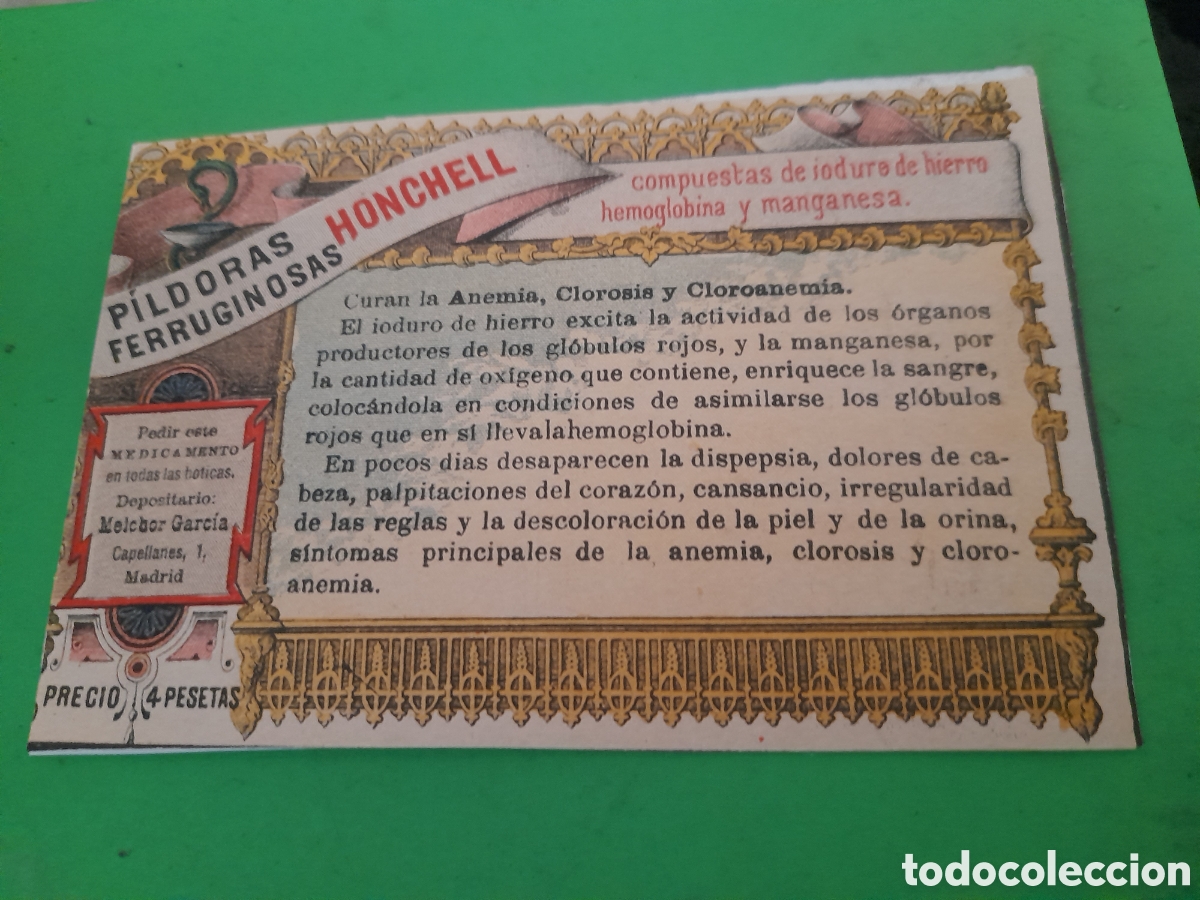 PÍLDORAS
FERRUGINOSAS
HONCHELL
compuestas de ioduro de hierro
hemoglobina y manganesa.
Curan la Anemia, Clorosis y Cloroanemia.
El ioduro de hierro excita la actividad de los órganos
productores de los glóbulos rojos, y la manganesa, por
la cantidad de oxígeno que contiene, enriquece la sangre,
colocándola en condiciones de asimilarse los glóbulos
rojos que en sí llevalahemoglobina.
En pocos dias desaparecen la dispepsia, dolores de ca-
beza, palpitaciones del corazón, cansancio, irregularidad
de las reglas y la descoloración de la piel y de la orina,
síntomas principales de la anemia, clorosis y cloro-
anemia.
Pedir este
MEDICAMENTO
en todas las boticas.
Depositario:
Melchor García
Capellanes, 1,
Madrid
PRECIO 4 PESETAS
todocoleccion